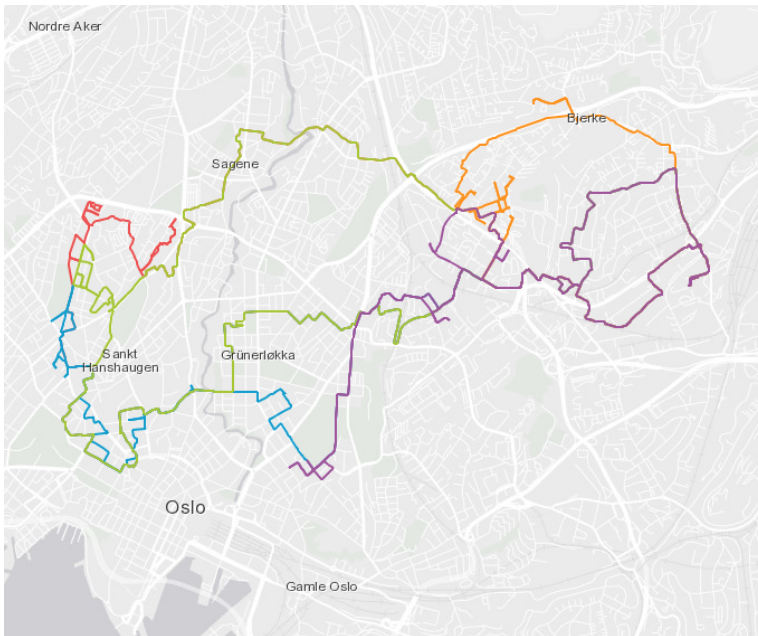 Nordre Aker
Bjerke
Sagene
Sankt
Hanshaugen
Grünerløkka
Oslo
Gamle Oslo